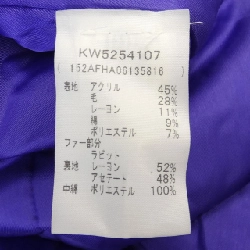 KW5254107
152AFHA00135816
表地 アクリル 45%
毛 28%
レーヨン 11%
綿 9%
ポリエステル 7%
ファー部分
ラビット
裏地 レーヨン 52%
アセテート 48%
中綿 ポリエステル 100%